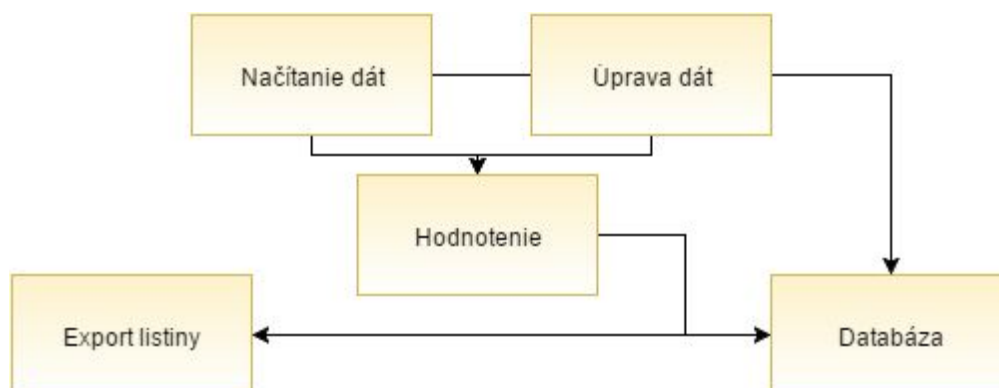 Načítanie dát
Úprava dát
Hodnotenie
Export listiny
Databáza